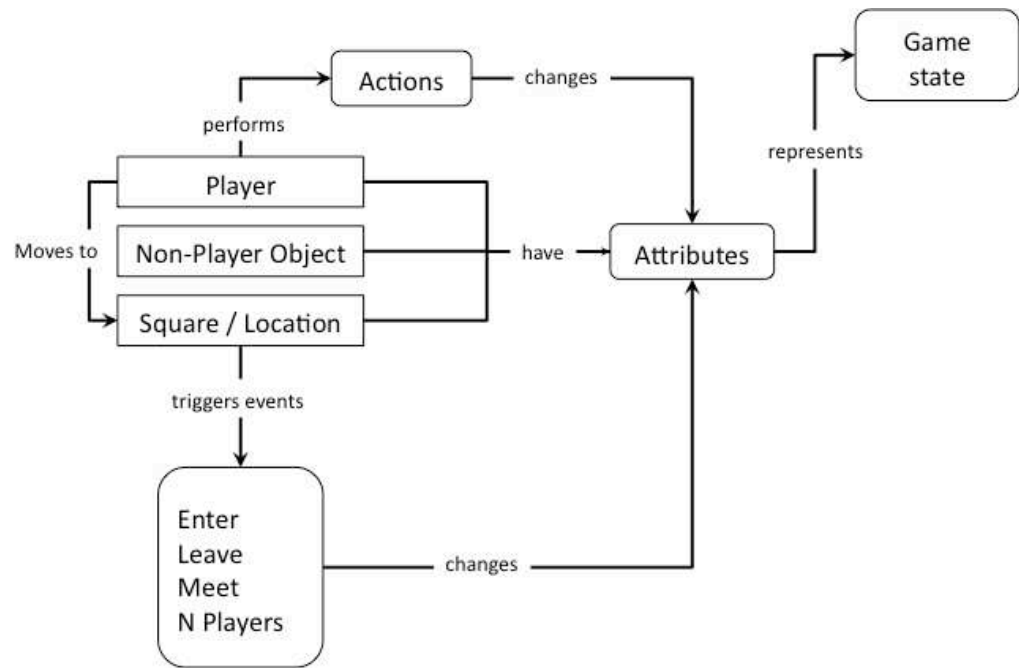 Game
state
Actions
changes
performs
represents
Player
Moves to
Non-Player Object
have
Attributes
Square / Location
triggers events
Enter
Leave
Meet
N Players
changes